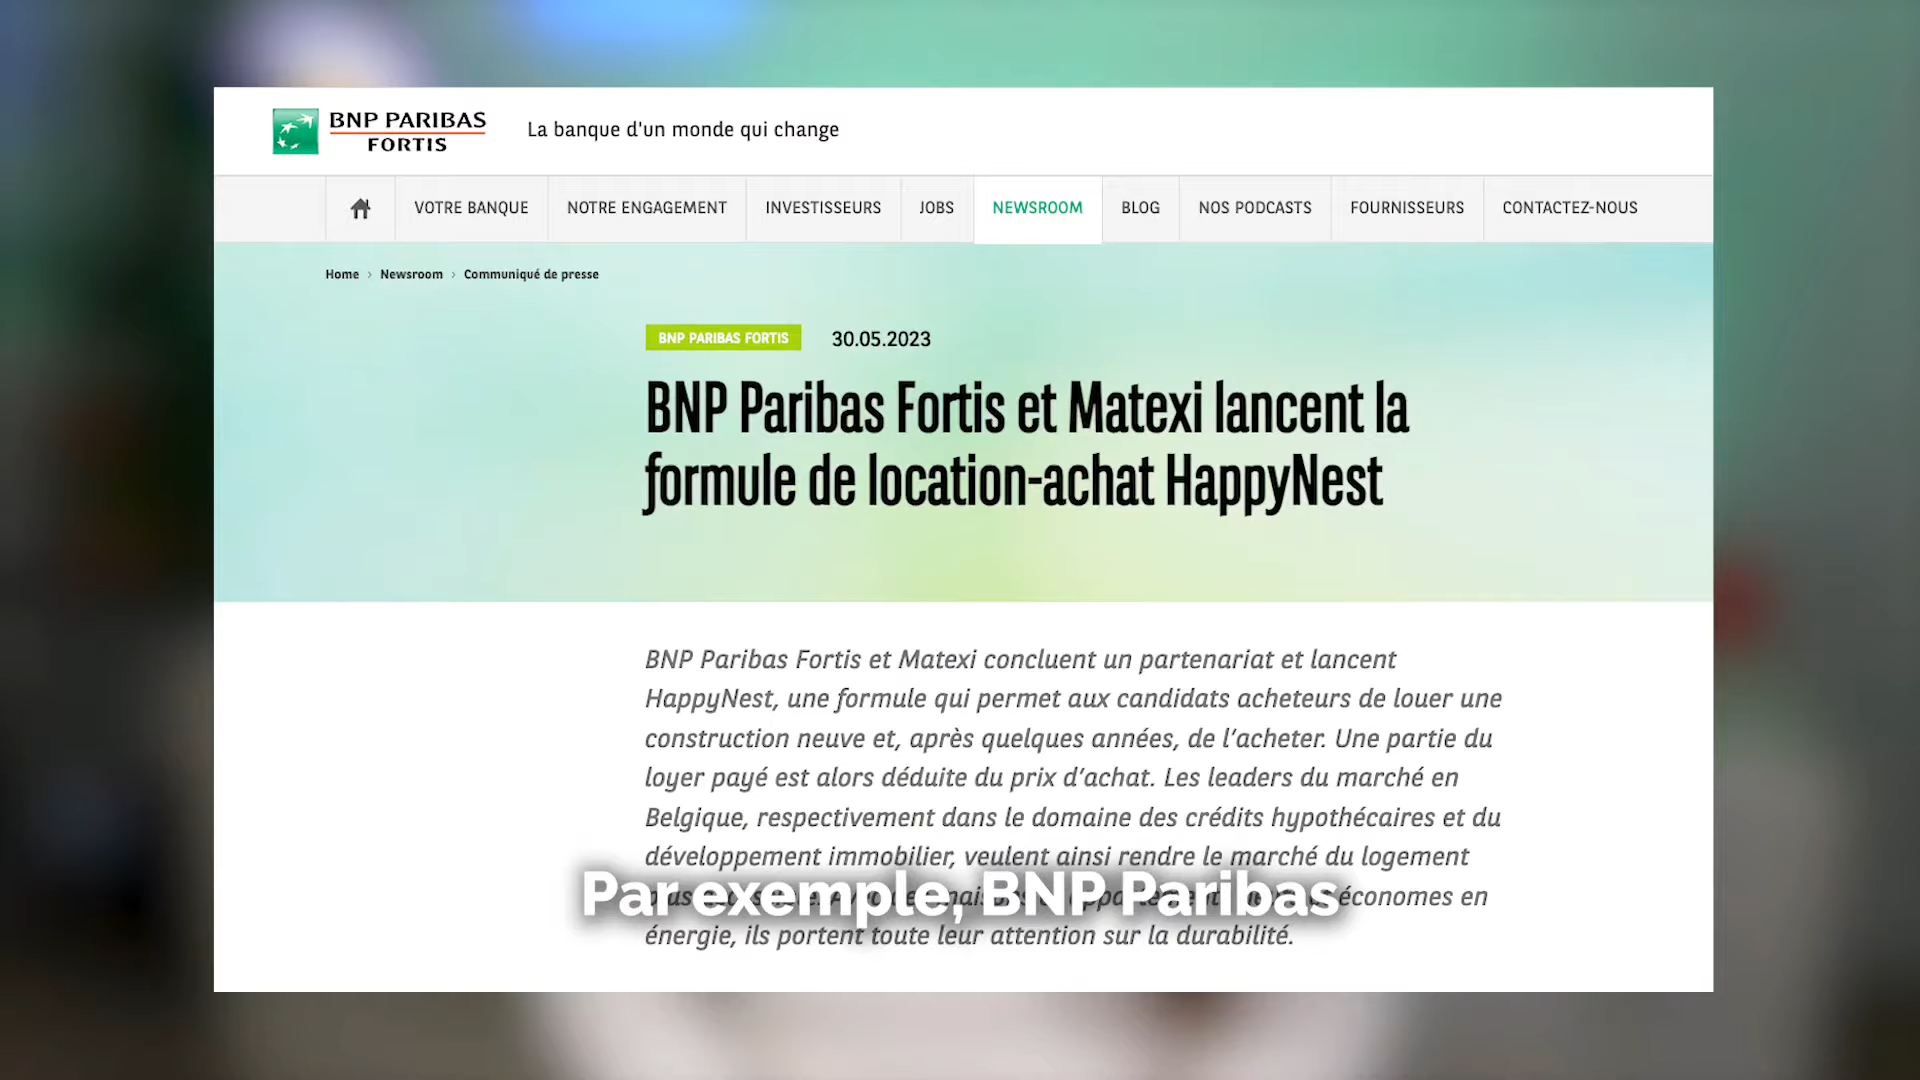 BNP PARIBAS
FORTIS
La banque d'un monde qui change
VOTRE BANQUE NOTRE ENGAGEMENT INVESTISSEURS JOBS NEWSROOM BLOG NOS PODCASTS FOURNISSEURS CONTACTEZ-NOUS
Home > Newsroom > Communiqué de presse
BNP PARIBAS FORTIS 30.05.2023
BNP Paribas Fortis et Matexi lancent la
formule de location-achat HappyNest
BNP Paribas Fortis et Matexi concluent un partenariat et lancent
HappyNest, une formule qui permet aux candidats acheteurs de louer une
construction neuve et, après quelques années, de l’acheter. Une partie du
loyer payé est alors déduite du prix d’achat. Les leaders du marché en
Belgique, respectivement dans le domaine des crédits hypothécaires et du
développement immobilier, veulent ainsi rendre le marché du logement
économes en
énergie, ils portent toute leur attention sur la durabilité.
Par exemple, BNP Paribas